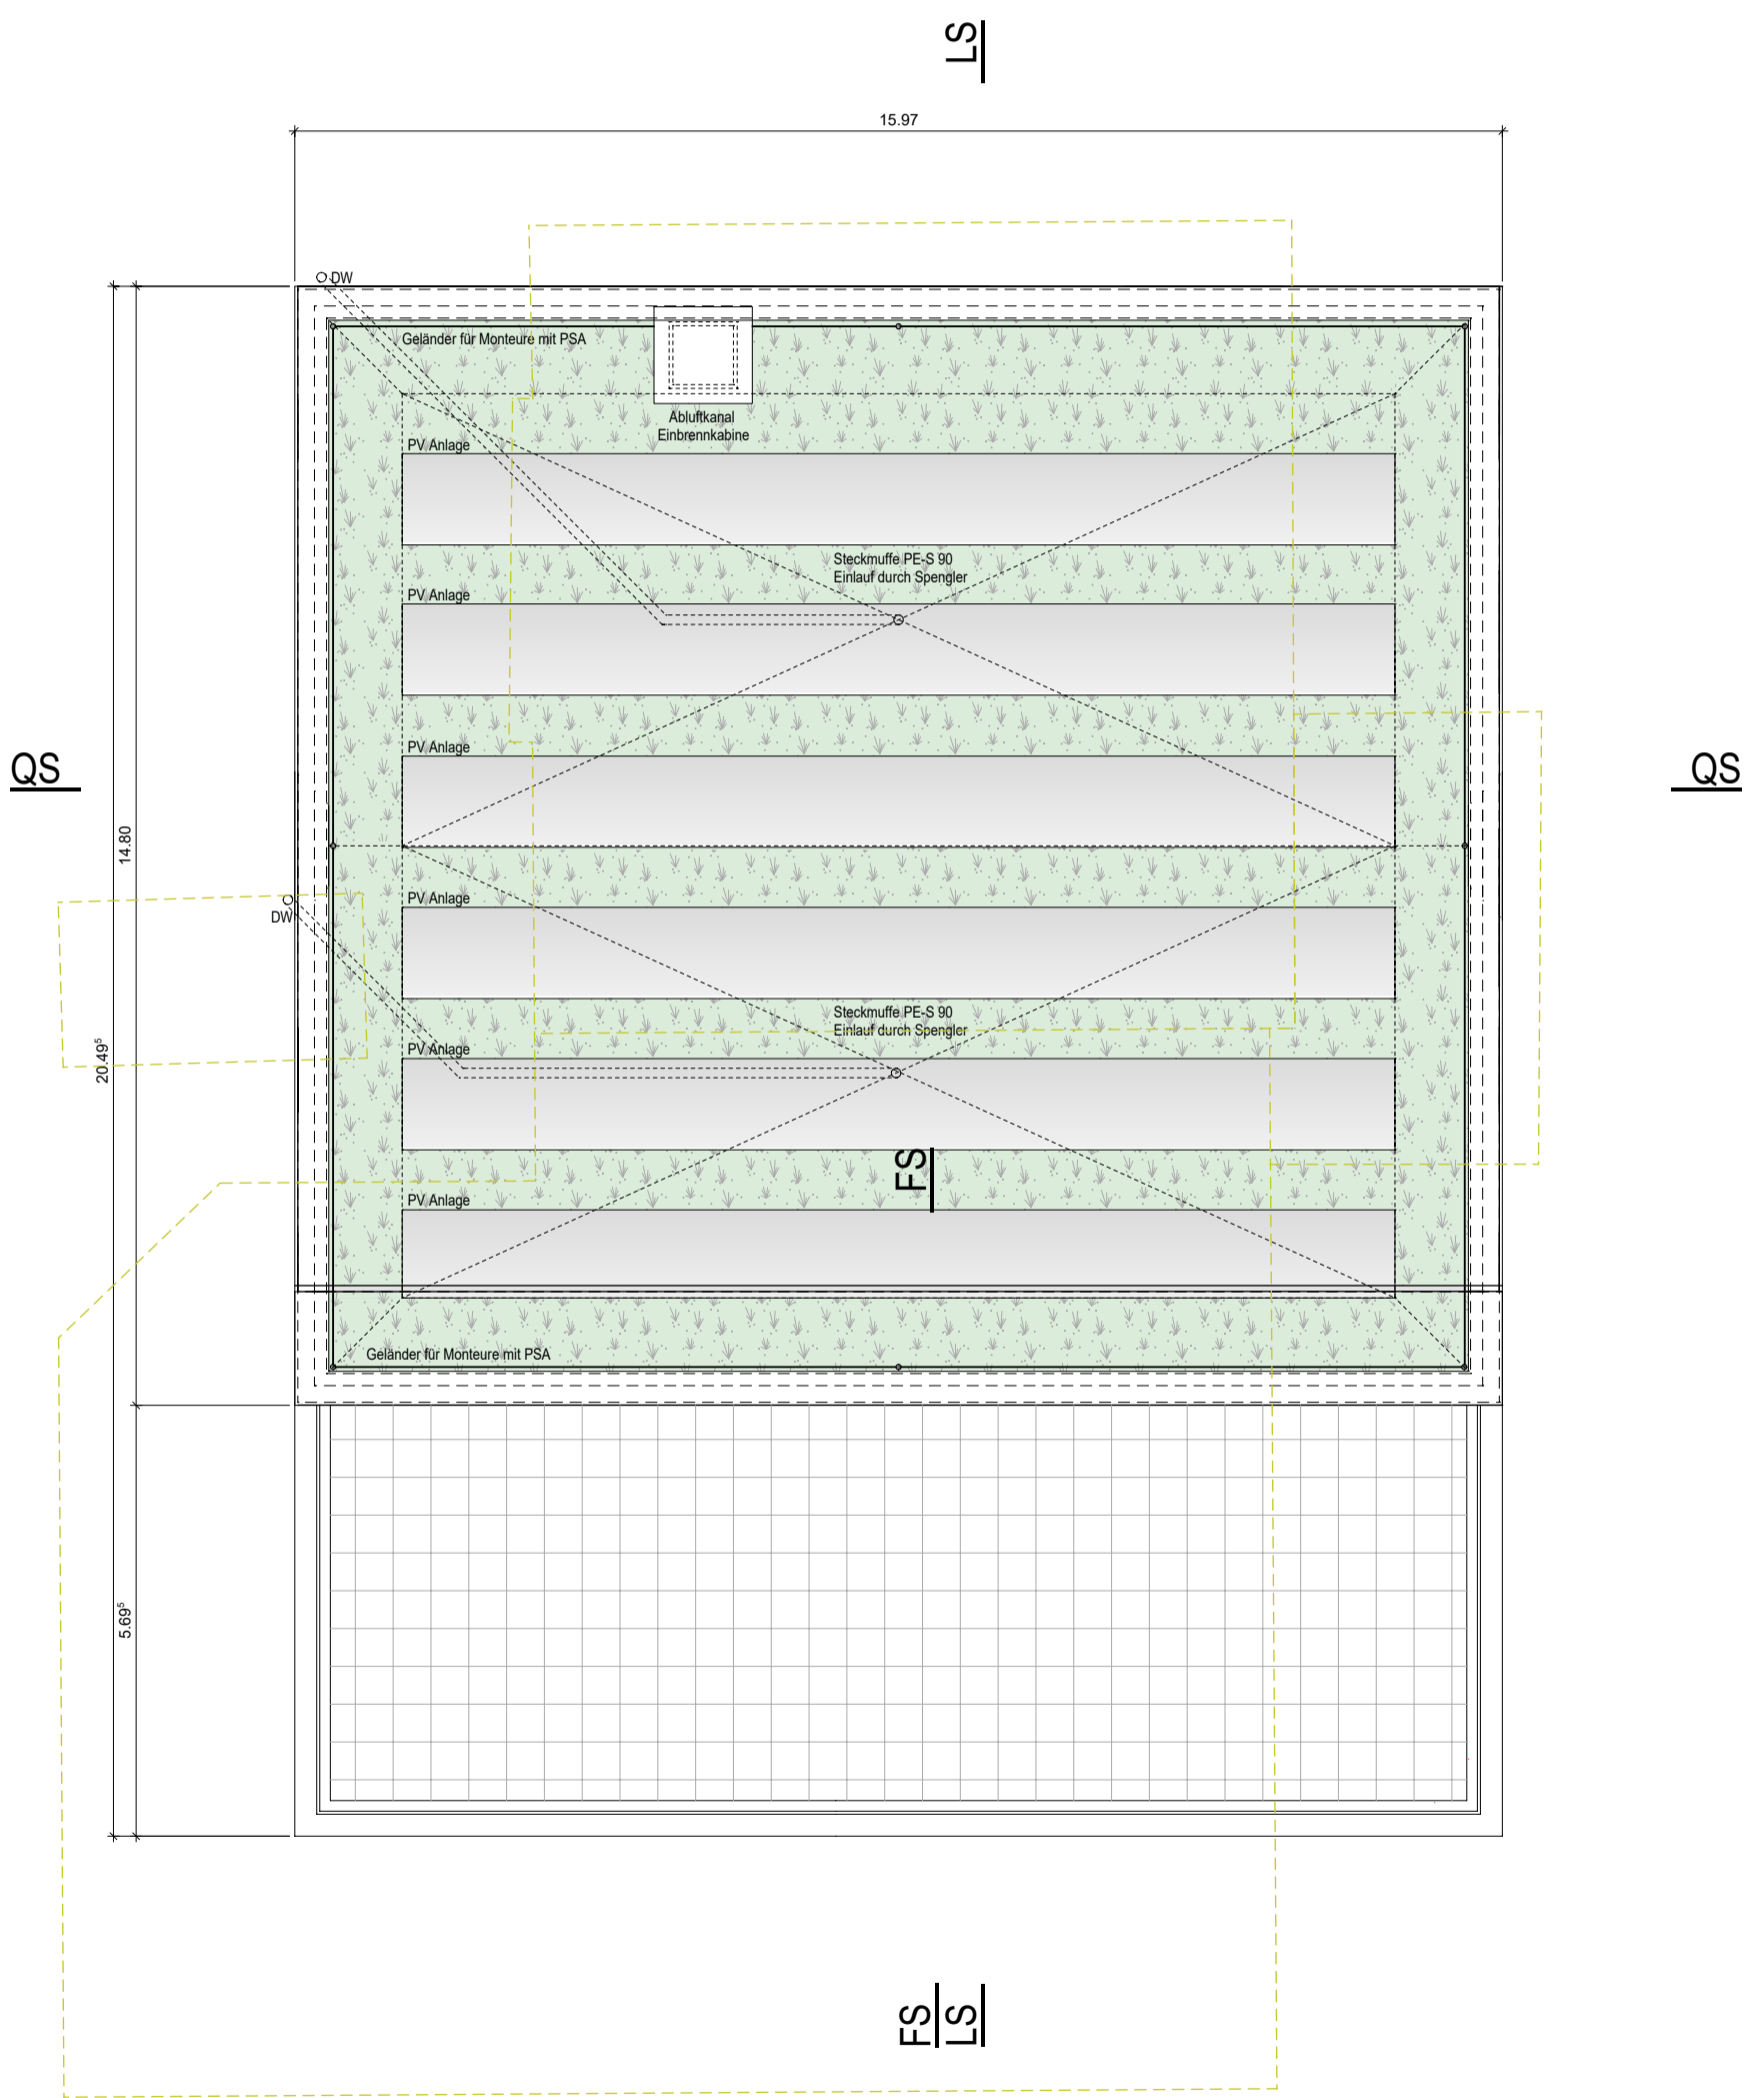 LS
15.97
DW
Geländer für Monteure mit PSA
Abluftkanal
Einbrennkabine
PV Anlage
Steckmuffe PE-S 90
Einlauf durch Spengler
PV Anlage
PV Anlage
QS
QS
14.80
PV Anlage
DW
20.49⁵
Steckmuffe PE-S 90
Einlauf durch Spengler
PV Anlage
FS
PV Anlage
Geländer für Monteure mit PSA
5.69⁵
FS
LS